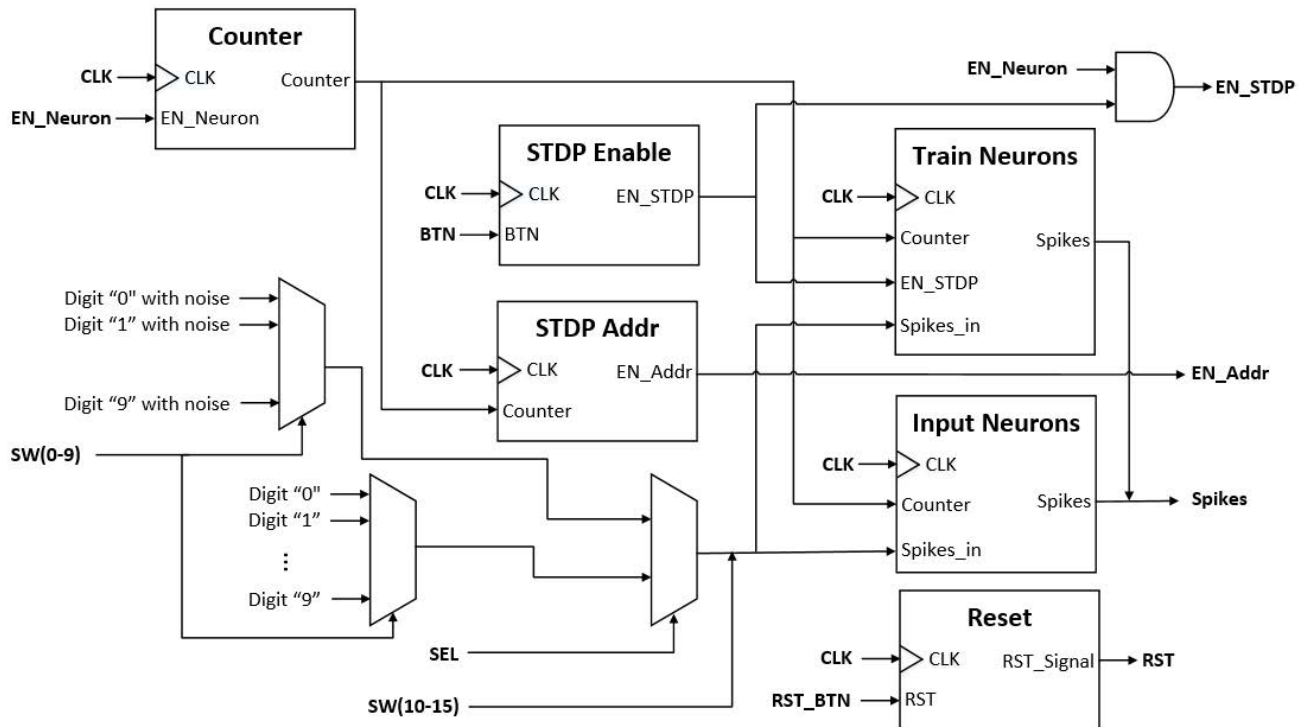 Counter
CLK
CLK
Counter
EN_Neuron
EN_Neuron
EN_Neuron
EN_STDP
STDP Enable
CLK
CLK
EN_STDP
BTN
BTN
Train Neurons
CLK
CLK
Counter
Spikes
EN_STDP
Spikes_in
Digit “0" with noise
Digit “1” with noise
Digit “9” with noise
SW(0-9)
STDP Addr
CLK
CLK
EN_Addr
Counter
EN_Addr
Input Neurons
CLK
CLK
Counter
Spikes
Spikes_in
Spikes
Digit “0"
Digit “1”
...
Digit “9”
SEL
SW(10-15)
Reset
CLK
CLK
RST_Signal
RST
RST_BTN
RST